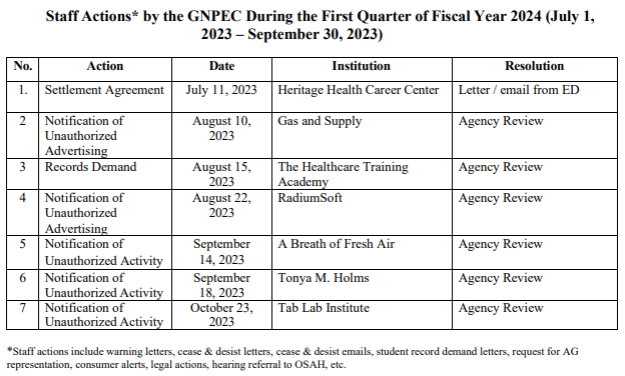 Staff Actions* by the GNPEC During the First Quarter of Fiscal Year 2024 (July 1,
2023 – September 30, 2023)
No. Action Date Institution Resolution
1. Settlement Agreement July 11, 2023 Heritage Health Career Center Letter / email from ED
2 Notification of August 10, Gas and Supply Agency Review
Unauthorized 2023
Advertising
3 Records Demand August 15, The Healthcare Training Agency Review
2023 Academy
4 Notification of August 22, RadiumSoft Agency Review
Unauthorized 2023
Advertising
5 Notification of September A Breath of Fresh Air Agency Review
Unauthorized Activity 14, 2023
6 Notification of September Tonya M. Holms Agency Review
Unauthorized Activity 18, 2023
7 Notification of October 23, Tab Lab Institute Agency Review
Unauthorized Activity 2023
*Staff actions include warning letters, cease & desist letters, cease & desist emails, student record demand letters, request for AG
representation, consumer alerts, legal actions, hearing referral to OSAH, etc.